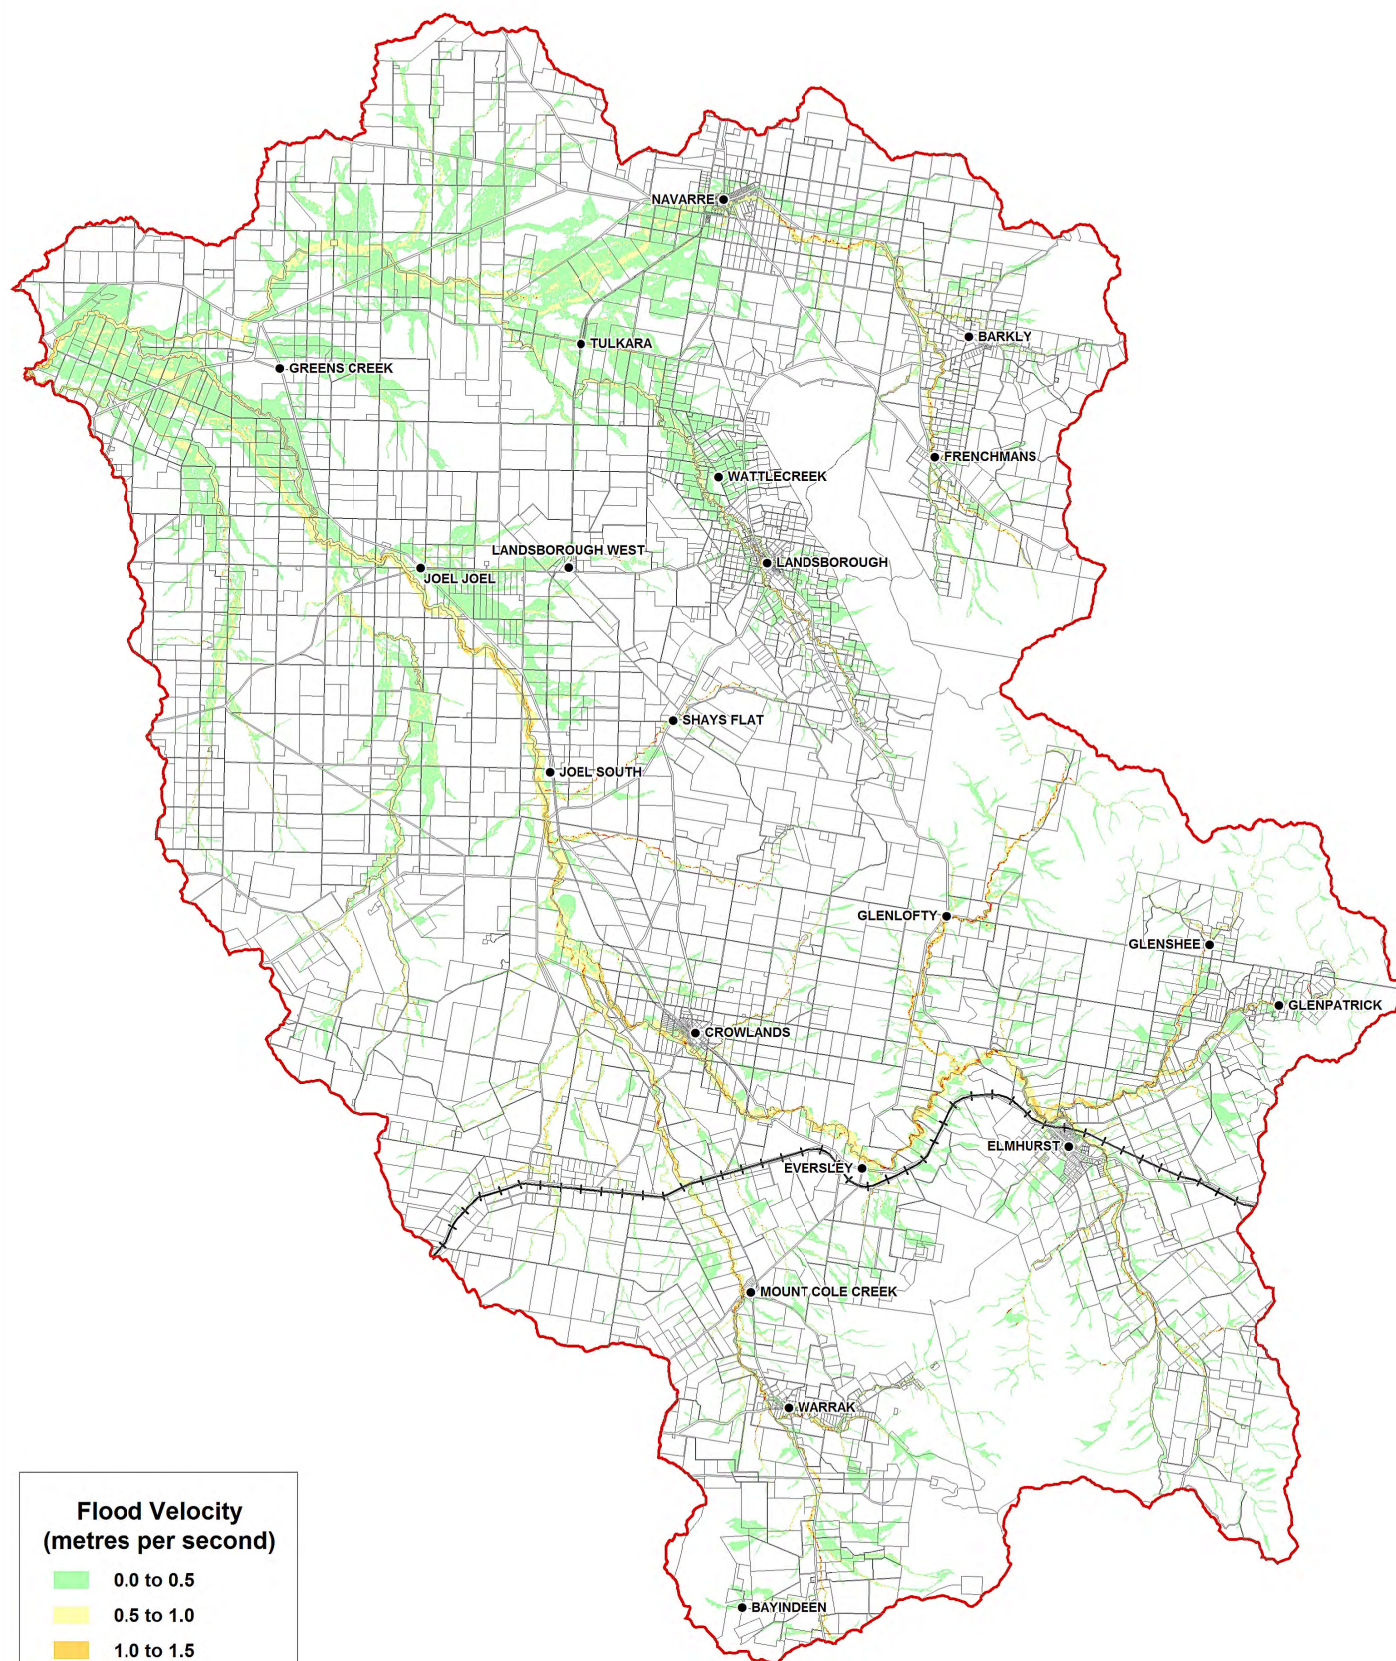 NAVARRE
BARKLY
TULKARA
GREENS CREEK
FRENCHMANS
WATTLECREEK
LANDSBOROUGH WEST
LANDSBOROUGH
JOEL JOEL
SHAYS FLAT
JOEL SOUTH
GLENLOFTY
GLENSHEE
GLENPATRICK
CROWLANDS
ELMHURST
EVERSLEY
MOUNT COLE CREEK
WARRAK
BAYINDEEN
Flood Velocity
(metres per second)
0.0 to 0.5
0.5 to 1.0
1.0 to 1.5